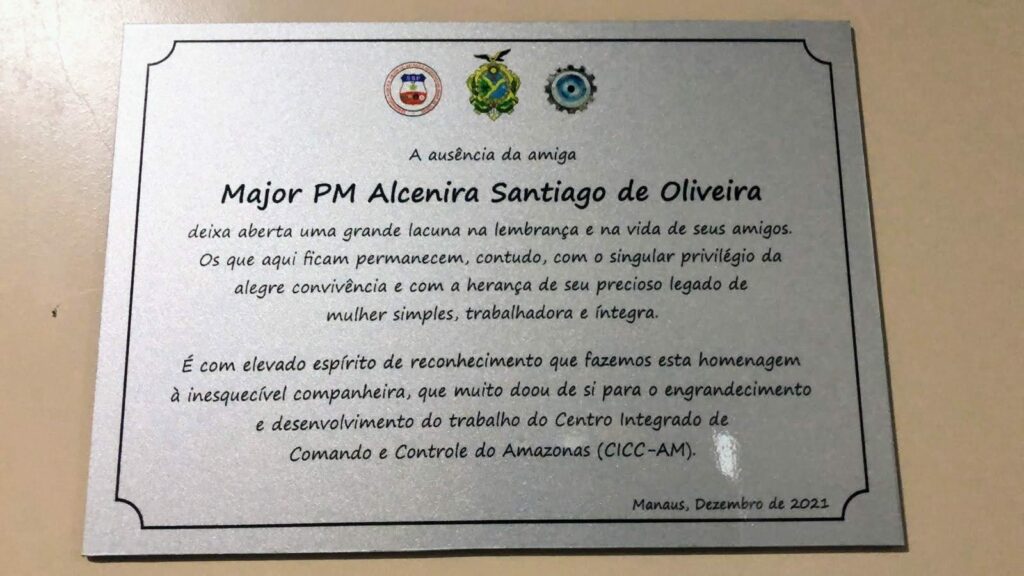 SSP
A ausência da amiga
Major PM Alcenira Santiago de Oliveira
deixa aberta uma grande lacuna na lembrança e na vida de seus amigos.
Os que aqui ficam permanecem, contudo, com o singular privilégio da
alegre convivência e com a herança de seu precioso legado de
mulher simples, trabalhadora e íntegra.
É com elevado espírito de reconhecimento que fazemos esta homenagem
à inesquecível companheira, que muito doou de si para o engrandecimento
e desenvolvimento do trabalho do Centro Integrado de
Comando e Controle do Amazonas (CICC-AM).
Manaus, Dezembro de 2021